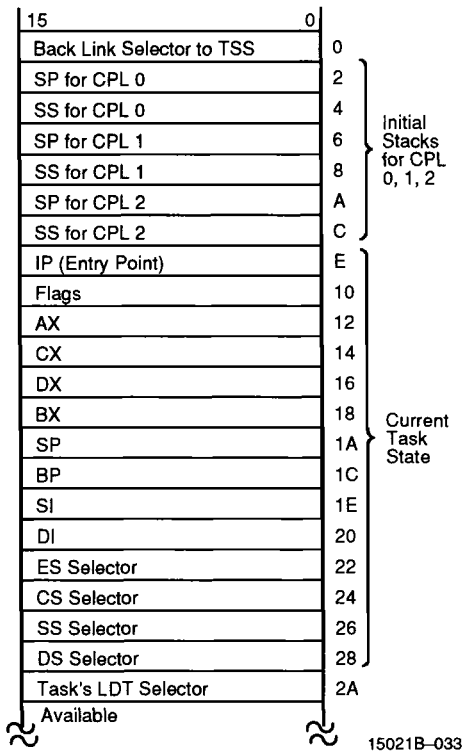 15 0
Back Link Selector to TSS 0
SP for CPL 0 2
SS for CPL 0 4
SP for CPL 1 6
SS for CPL 1 8
SP for CPL 2 A
SS for CPL 2 C
Initial
Stacks
for CPL
0, 1, 2
IP (Entry Point) E
Flags 10
AX 12
CX 14
DX 16
BX 18
SP 1A
BP 1C
SI 1E
DI 20
ES Selector 22
CS Selector 24
SS Selector 26
DS Selector 28
Current
Task
State
Task's LDT Selector 2A
Available
15021B–033